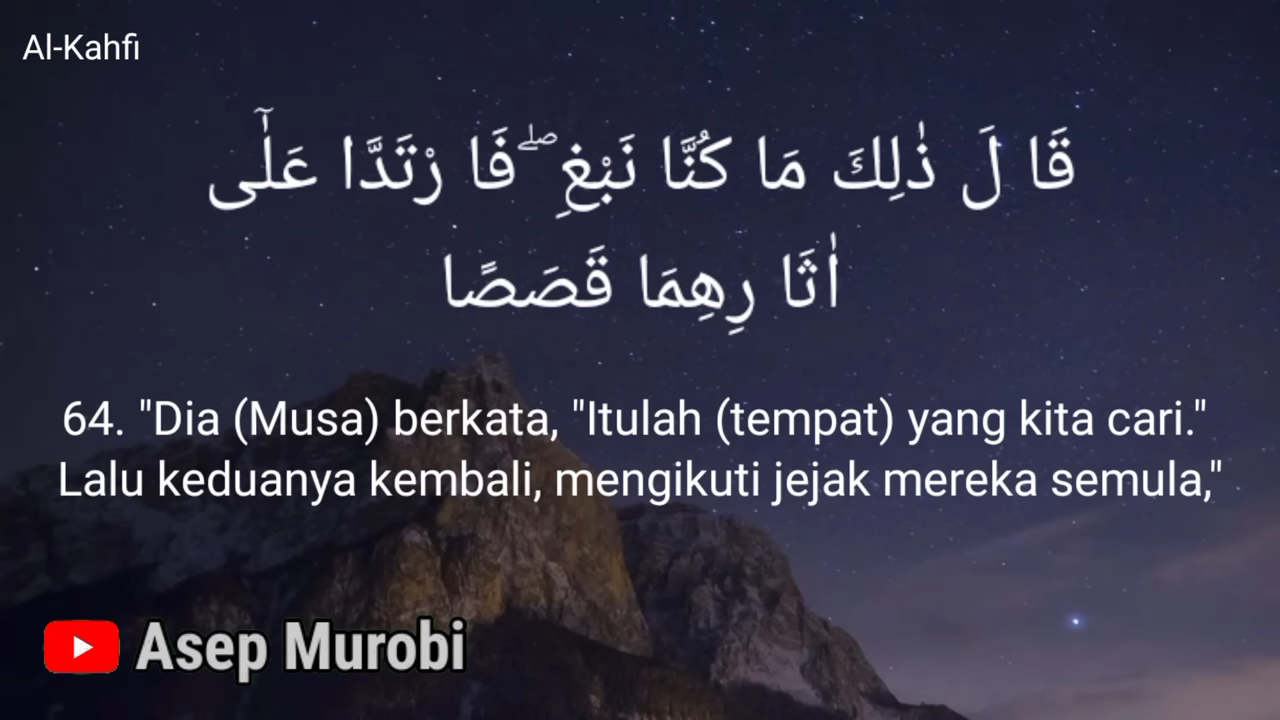 Al-Kahfi
قَا لَ ذٰلِكَ مَا كُنَّا نَبْغِ ۖ فَا رْتَدَّا عَلٰۤى
اٰثَا رِهِمَا قَصَصًا
64. "Dia (Musa) berkata, "Itulah (tempat) yang kita cari."
Lalu keduanya kembali, mengikuti jejak mereka semula,"
Asep Murobi